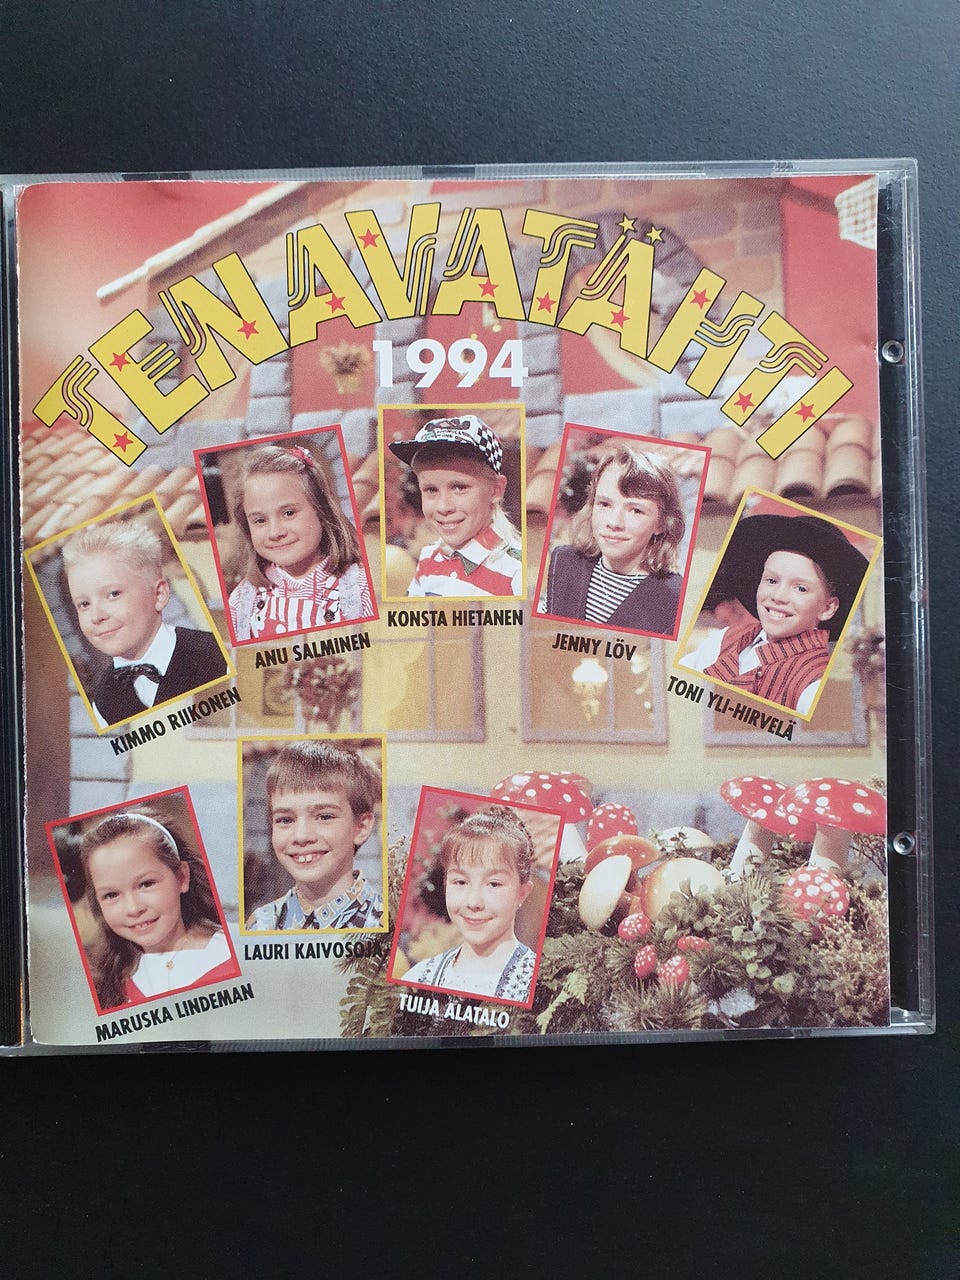 TENAVATÄHTI
1994
KIMMO RIIKONEN
ANU SALMINEN
KONSTA HIETANEN
JENNY LÖV
TONI YLI-HIRVELÄ
MARUSKA LINDEMAN
LAURI KAIVOSOJA
TUIJA ALATALO